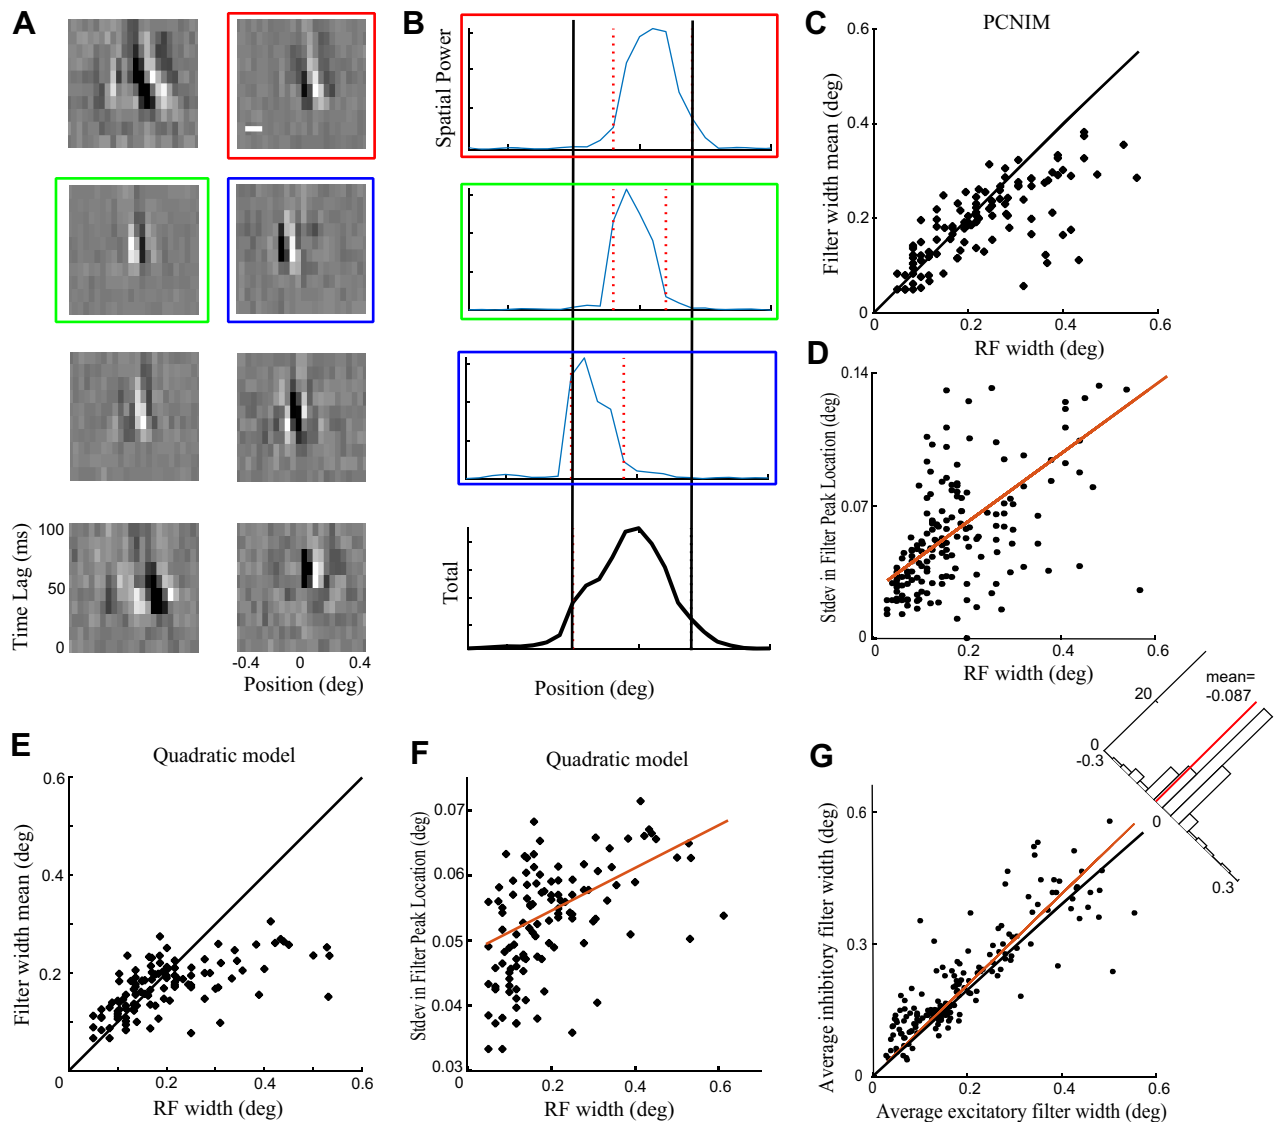 A
B
C
PCNIM
Spatial Power
Filter width mean (deg)
0.6
0.4
0.2
0
0
0.2
0.4
0.6
RF width (deg)
D
Stdev in Filter Peak Location (deg)
0.14
0.07
0
0
0.2
0.4
0.6
RF width (deg)
Time Lag (ms)
100
50
0
-0.4
0
0.4
Position (deg)
Total
Position (deg)
E
Quadratic model
Filter width mean (deg)
0.6
0.4
0.2
0
0.2
0.4
0.6
RF width (deg)
F
Quadratic model
Stdev in Filter Peak Location (deg)
0.07
0.06
0.05
0.04
0.03
0
0.2
0.4
0.6
RF width (deg)
G
mean=
-0.087
20
0
-0.3
0
0.3
Average inhibitory filter width (deg)
0.6
0.3
0
0
0.2
0.4
0.6
Average excitatory filter width (deg)